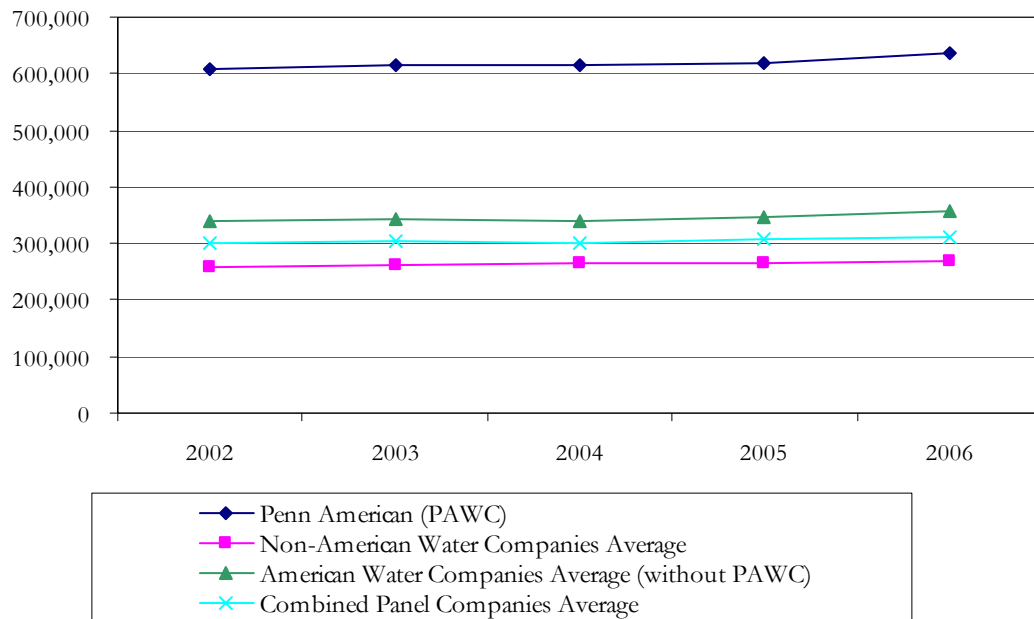 700,000
600,000
500,000
400,000
300,000
200,000
100,000
0
2002 2003 2004 2005 2006
Penn American (PAWC)
Non-American Water Companies Average
American Water Companies Average (without PAWC)
Combined Panel Companies Average